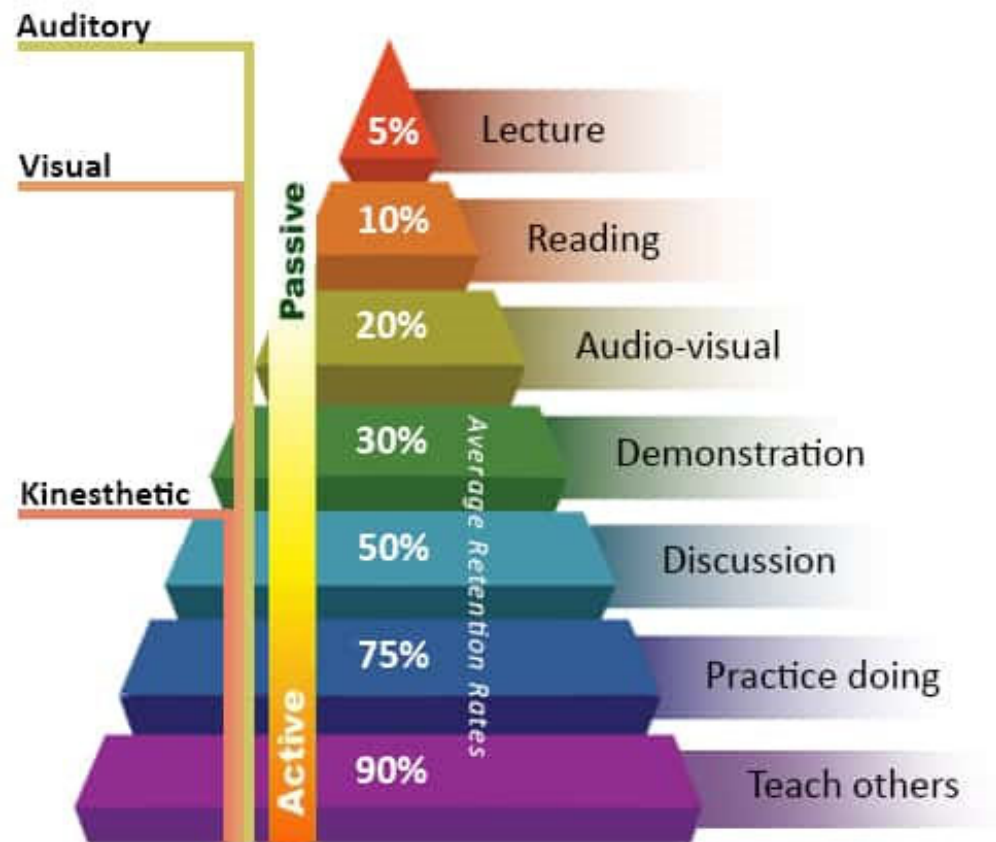 Auditory
5%
Lecture
Visual
Passive
10%
Reading
20%
Audio-visual
30%
Demonstration
Average Retention Rates
Kinesthetic
50%
Discussion
75%
Practice doing
Active
90%
Teach others